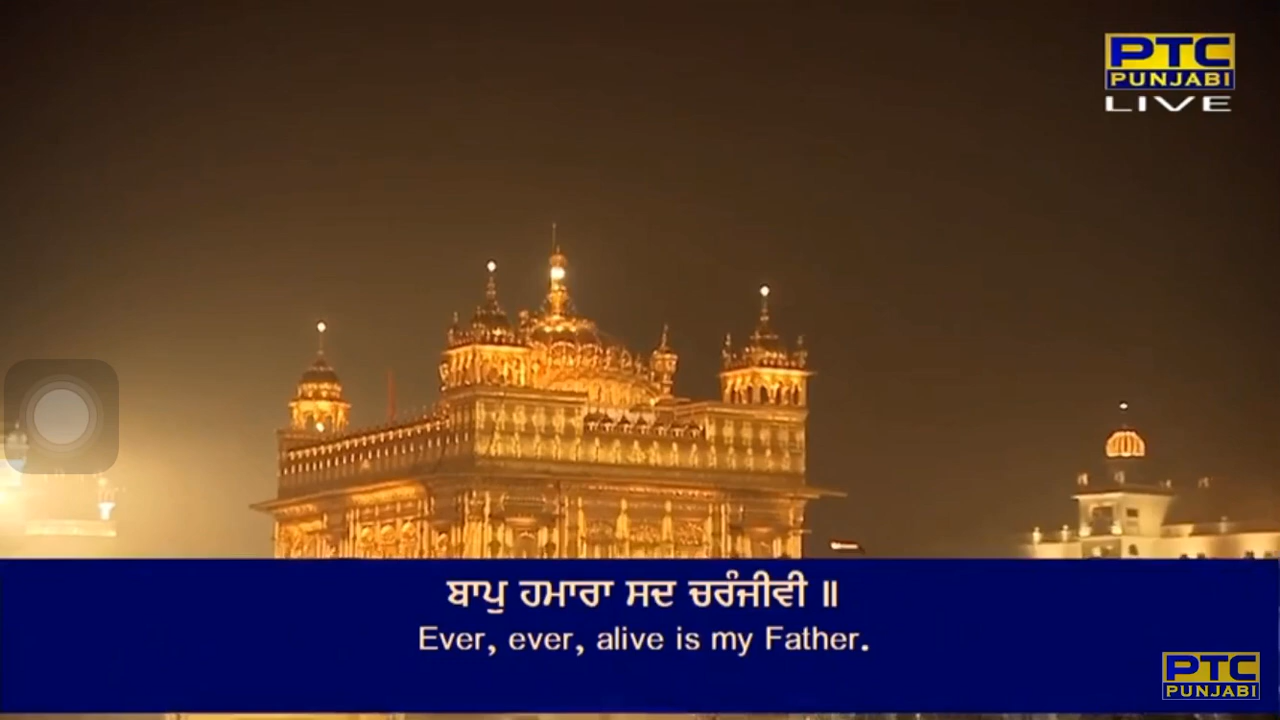 PTC
PUNJABI
LIVE
ਬਾਪੁ ਹਮਾਰਾ ਸਦ ਚਰੰਜੀਵੀ ॥
Ever, ever, alive is my Father.
PTC
PUNJABI